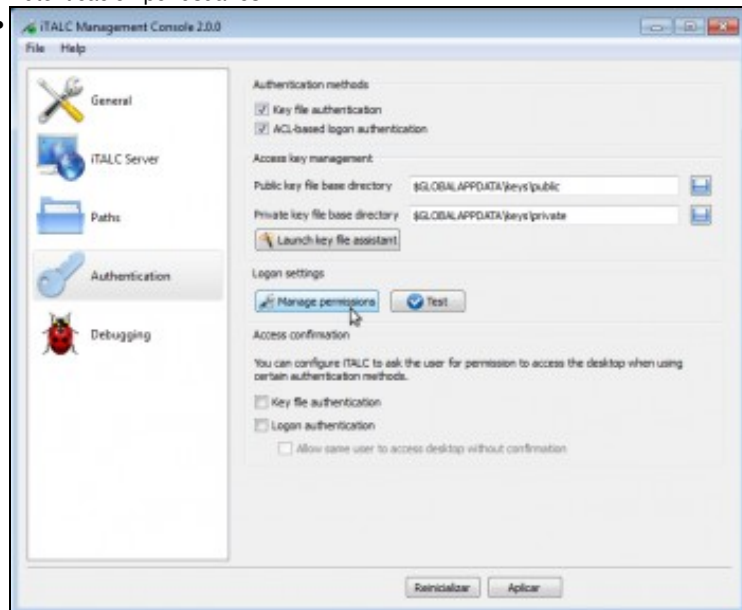 iTALC Management Console 2.0.0
File Help
General
iTALC Server
Paths
Authentication
Debugging
Authentication methods
Key file authentication
ACL-based logon authentication
Access key management
Public key file base directory $GLOBALAPPDATA\keys\public
Private key file base directory $GLOBALAPPDATA\keys\private
Launch key file assistant
Logon settings
Manage permissions Test
Access confirmation
You can configure iTALC to ask the user for permission to access the desktop when using
certain authentication methods.
Key file authentication
Logon authentication
Allow same user to access desktop without confirmation
Reinicializar Aplicar